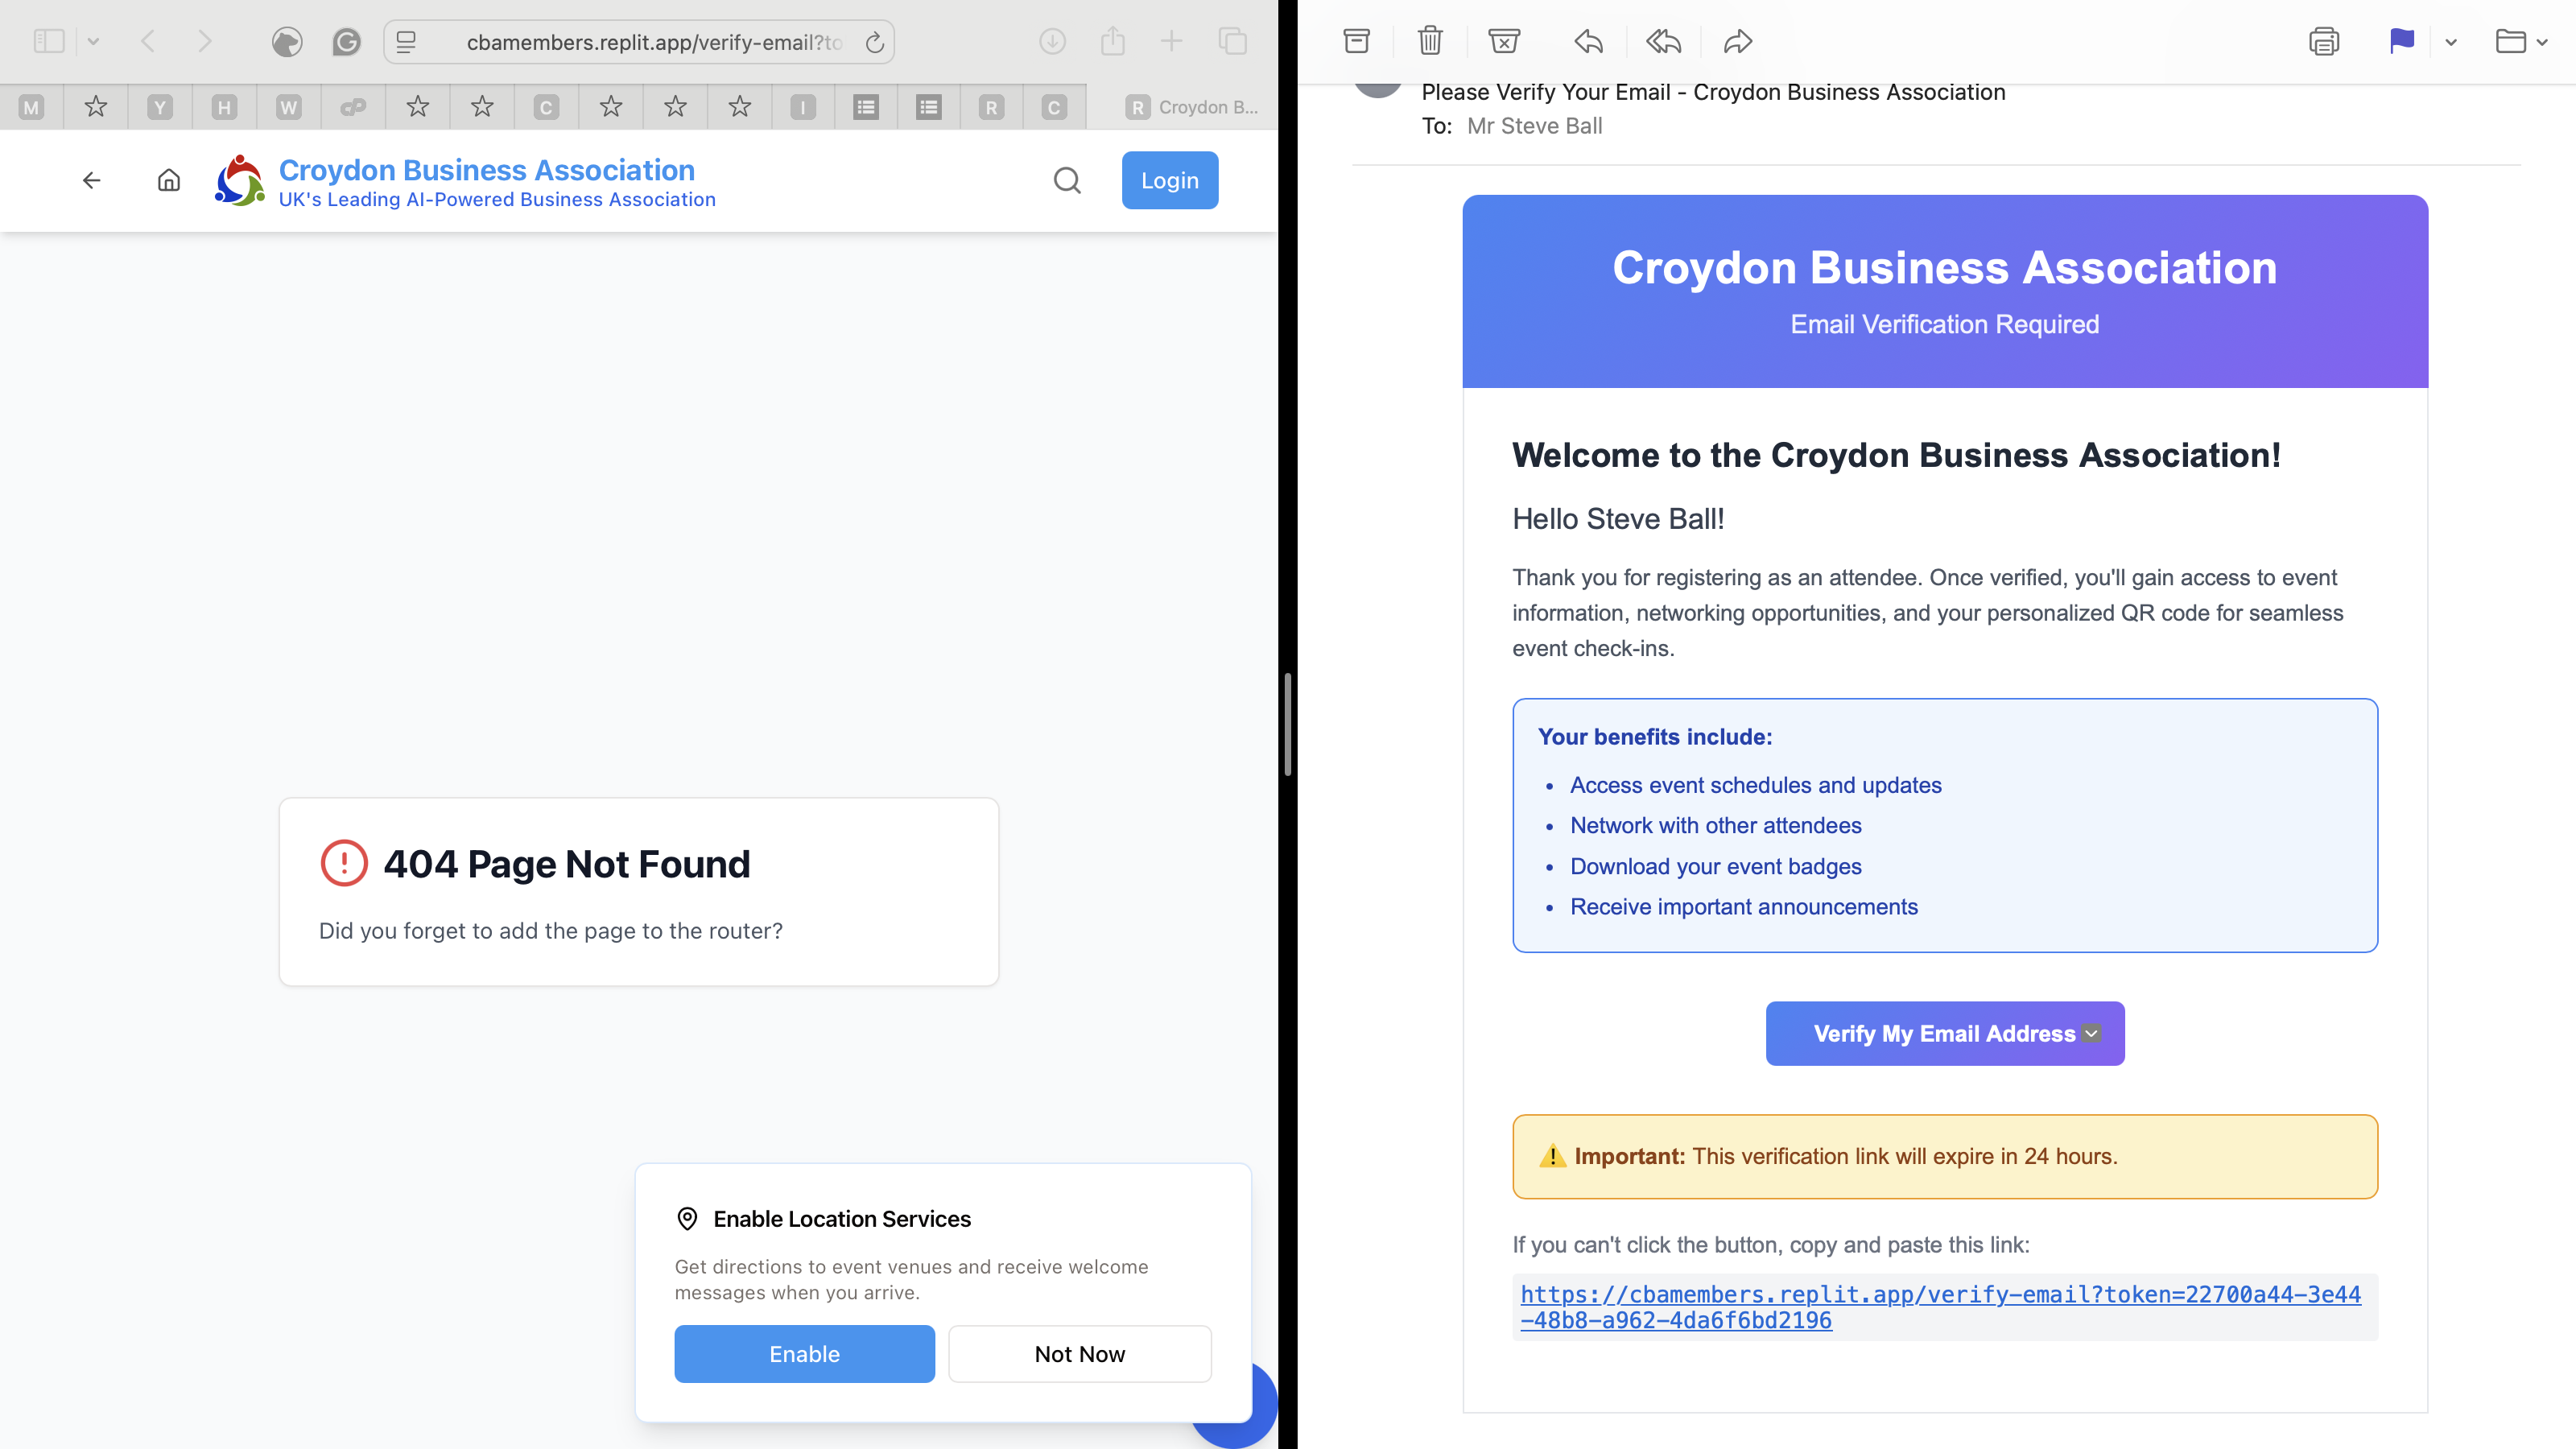 cbamembers.replit.app/verify-email?to
M
Y
H
W
CP
C
I
R
C
R Croydon B...
Croydon Business Association
UK's Leading AI-Powered Business Association
Login
404 Page Not Found
Did you forget to add the page to the router?
Enable Location Services
Get directions to event venues and receive welcome
messages when you arrive.
Enable
Not Now
Please Verify Your Email - Croydon Business Association
To: Mr Steve Ball
Croydon Business Association
Email Verification Required
Welcome to the Croydon Business Association!
Hello Steve Ball!
Thank you for registering as an attendee. Once verified, you'll gain access to event
information, networking opportunities, and your personalized QR code for seamless
event check-ins.
Your benefits include:
• Access event schedules and updates
• Network with other attendees
• Download your event badges
• Receive important announcements
Verify My Email Address
⚠️ Important: This verification link will expire in 24 hours.
If you can't click the button, copy and paste this link:
https://cbamembers.replit.app/verify-email?token=22700a44-3e44
-48b8-a962-4da6f6bd2196